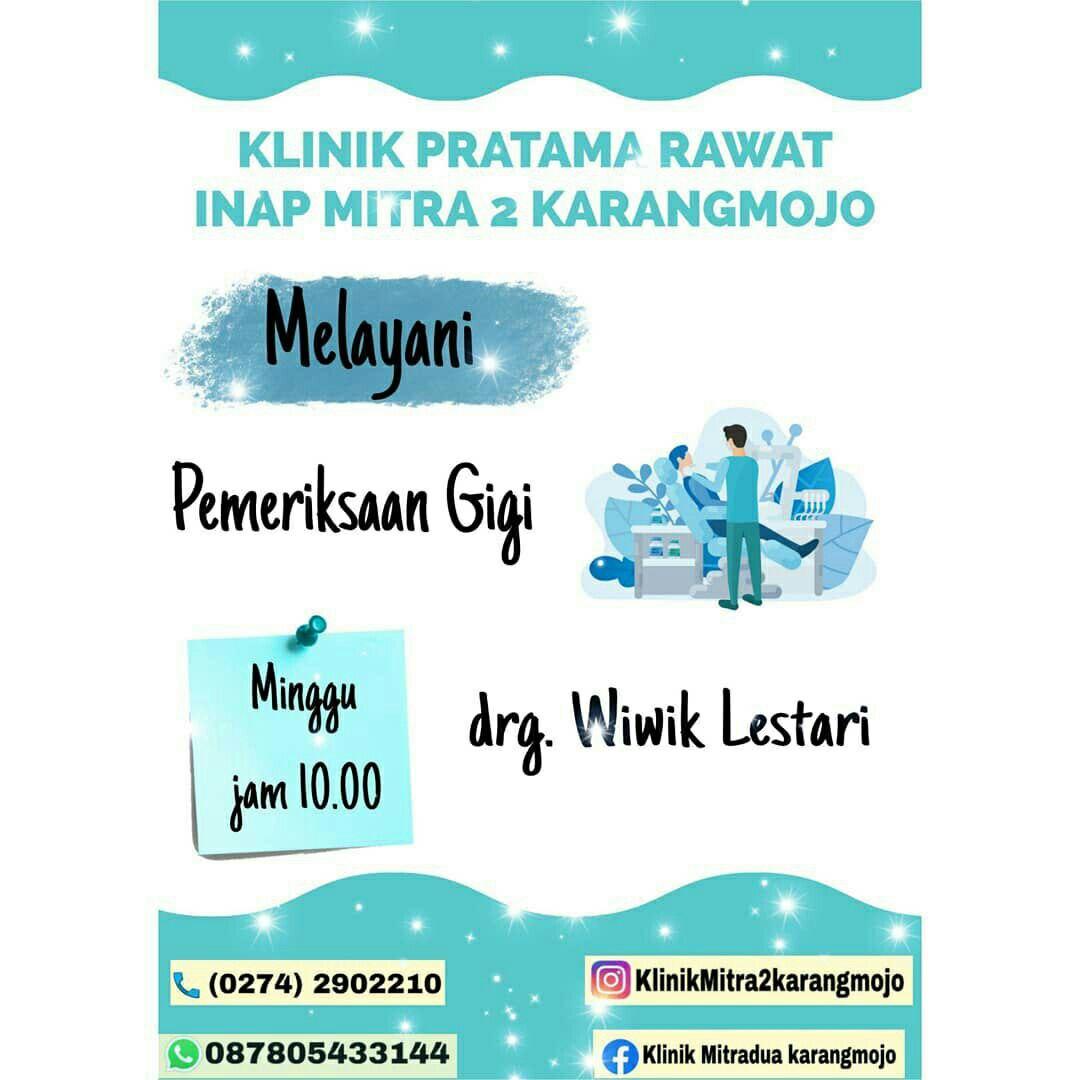 KLINIK PRATAMA RAWAT
INAP MITRA 2 KARANGMOJO
Melayani
Pemeriksaan Gigi
Minggu
jam 10.00
drg. Wiwik Lestari
(0274) 2902210
087805433144
KlinikMitra2karangmojo
Klinik Mitradua karangmojo